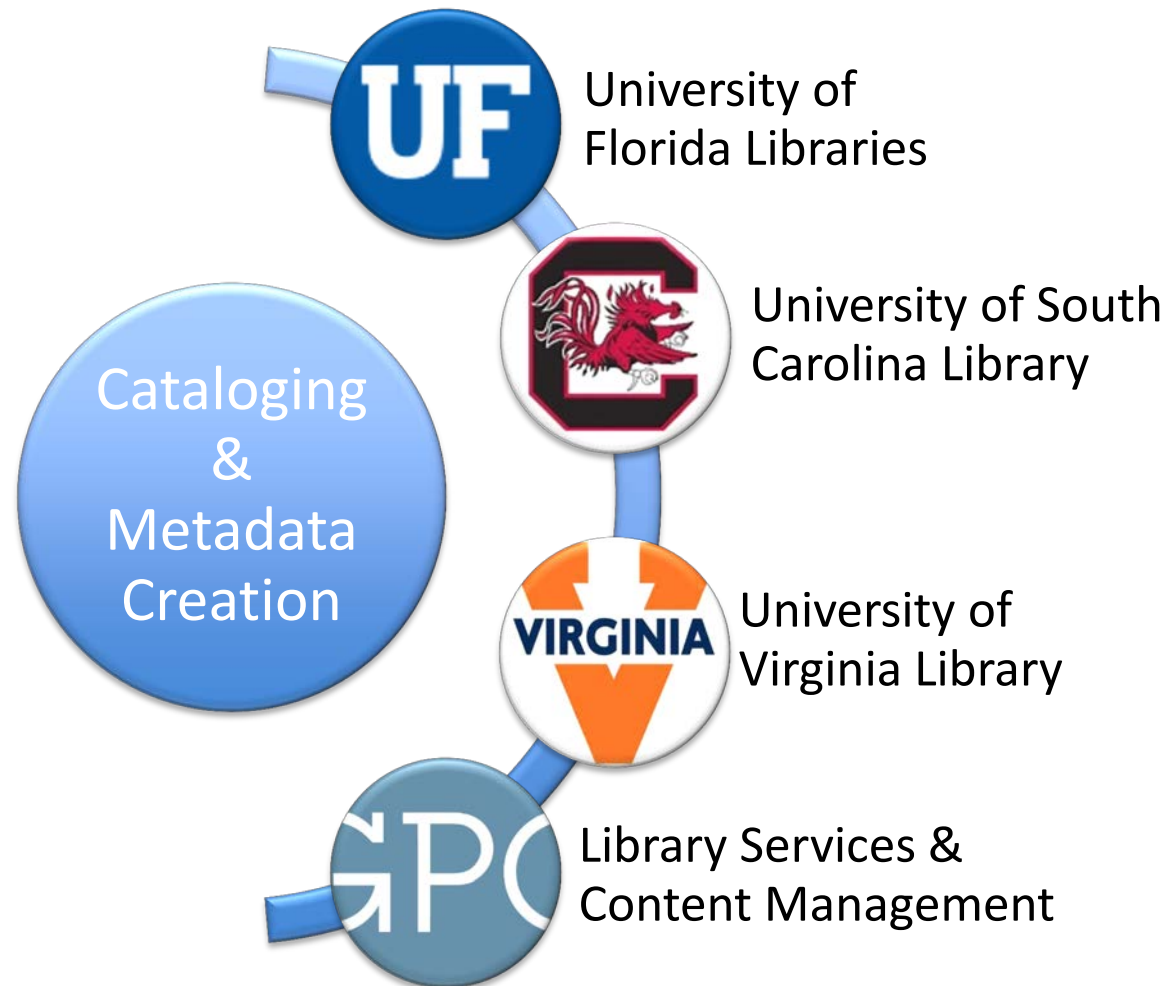 UF
University of
Florida Libraries
C
University of South
Carolina Library
Cataloging
&
Metadata
Creation
V
VIRGINIA
University of
Virginia Library
GPO
Library Services &
Content Management